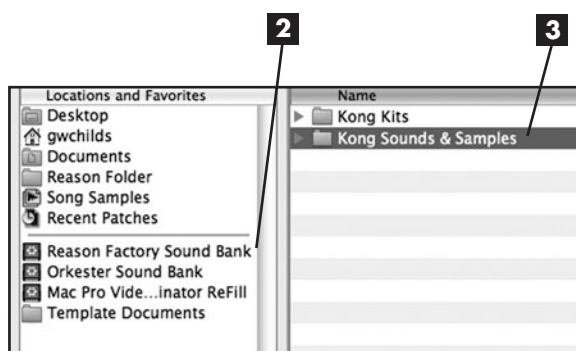 2
3
Locations and Favorites
Desktop
gwchilds
Documents
Reason Folder
Song Samples
Recent Patches
Reason Factory Sound Bank
Orkester Sound Bank
Mac Pro Vide...inator ReFill
Template Documents
Name
Kong Kits
Kong Sounds & Samples